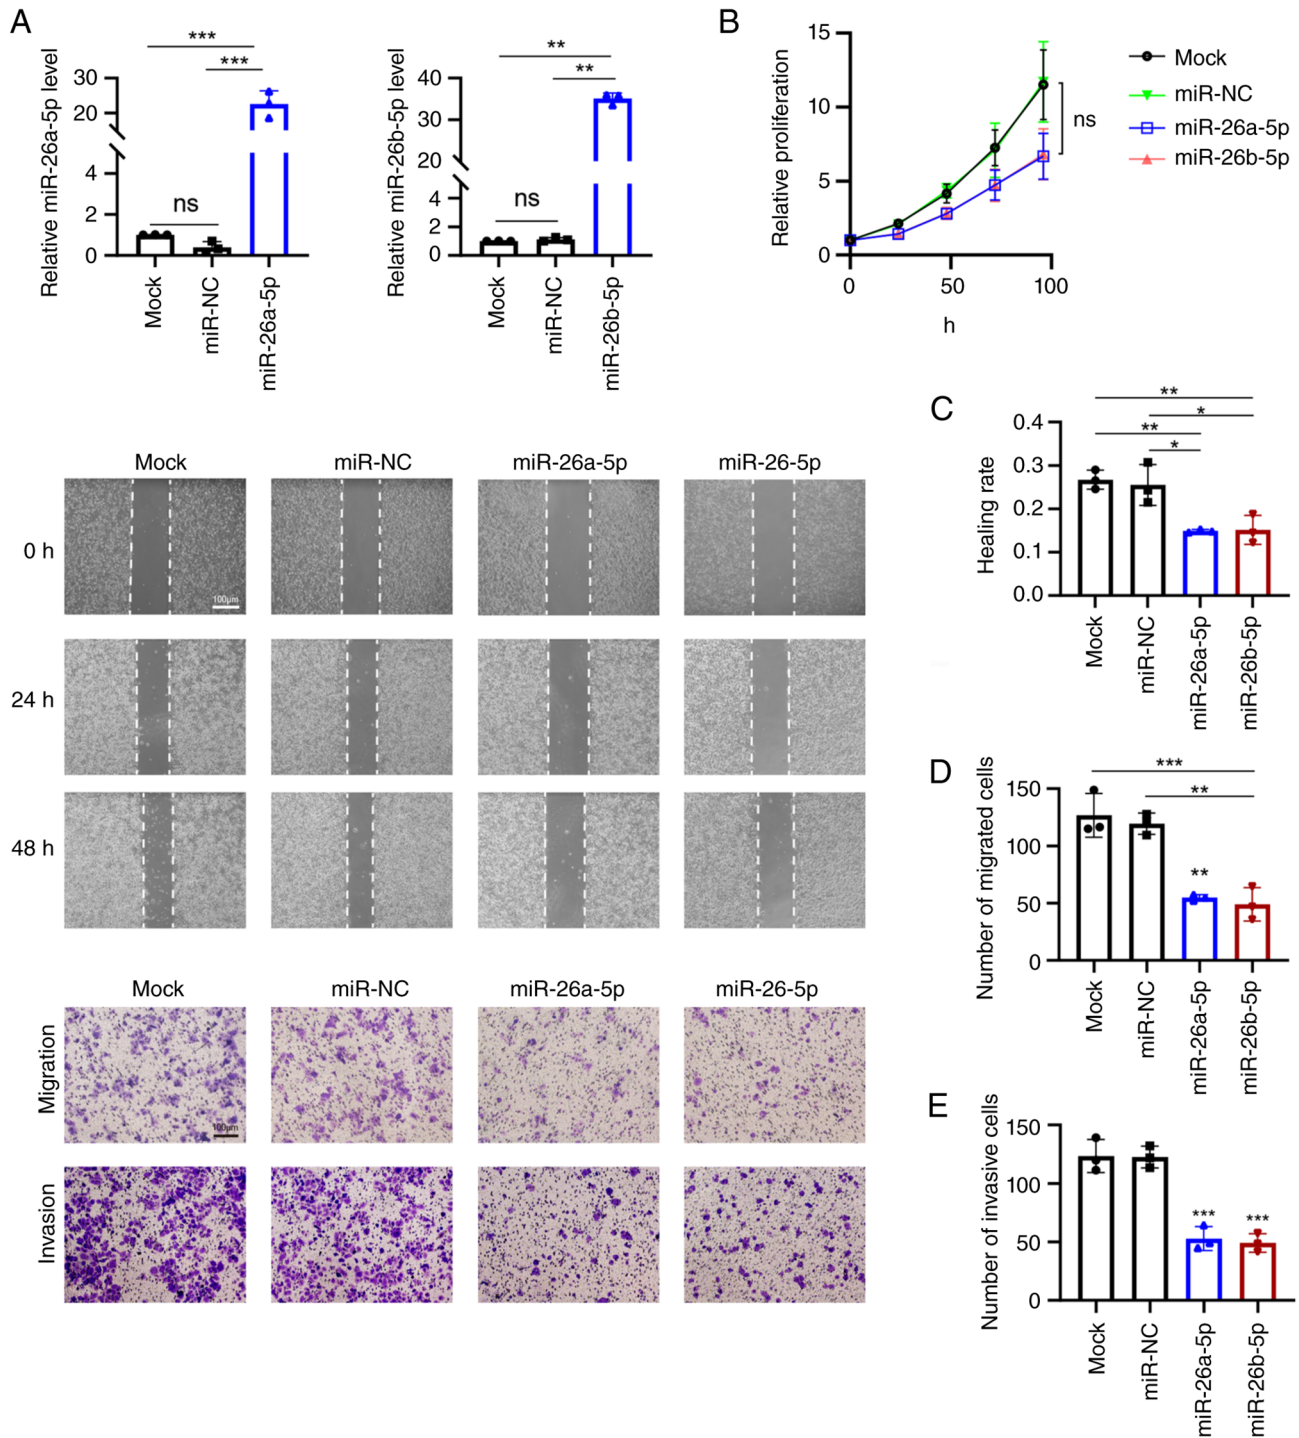 A
Relative miR-26a-5p level
30
20
4
2
0
***
***
ns
Mock
miR-NC
miR-26a-5p
Relative miR-26b-5p level
40
30
20
4
2
0
**
**
ns
Mock
miR-NC
miR-26b-5p
B
Relative proliferation
15
10
5
0
0
50
100
h
ns
Mock
miR-NC
miR-26a-5p
miR-26b-5p
Mock
miR-NC
miR-26a-5p
miR-26-5p
0 h
100µm
24 h
48 h
C
Healing rate
0.4
0.3
0.2
0.1
0.0
**
*
**
*
Mock
miR-NC
miR-26a-5p
miR-26b-5p
D
Number of migrated cells
150
100
50
0
***
**
**
Mock
miR-NC
miR-26a-5p
miR-26b-5p
Mock
miR-NC
miR-26a-5p
miR-26-5p
Migration
100µm
Invasion
E
Number of invasive cells
150
100
50
0
***
***
Mock
miR-NC
miR-26a-5p
miR-26b-5p